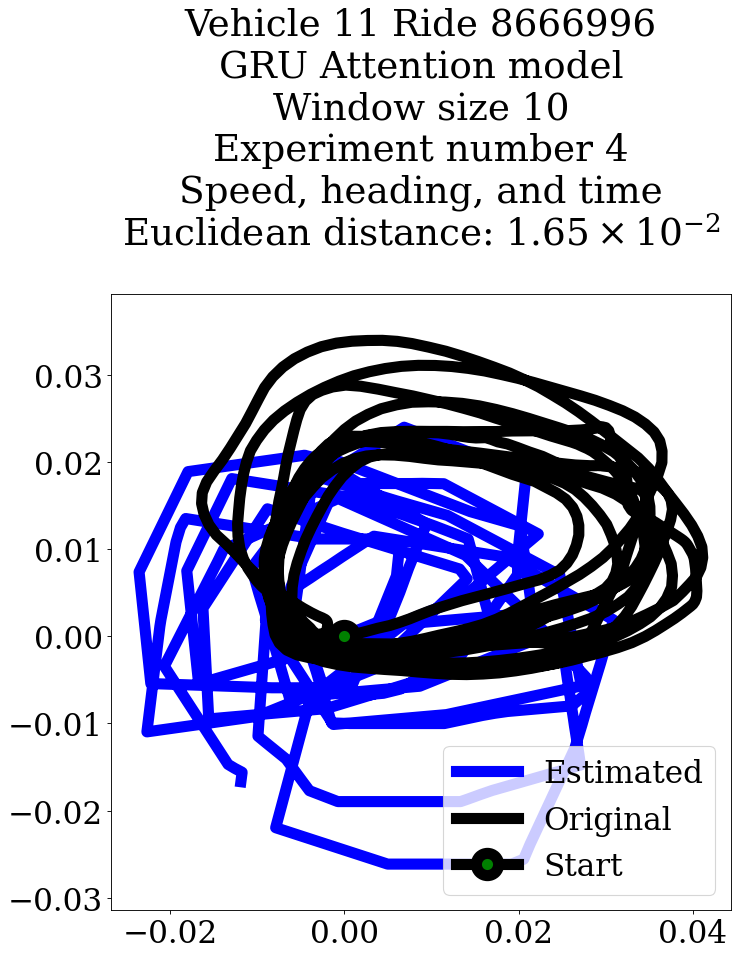 Vehicle 11 Ride 8666996
GRU Attention model
Window size 10
Experiment number 4
Speed, heading, and time
Euclidean distance: 1.65 × 10⁻²
0.03
0.02
0.01
0.00
−0.01
−0.02
−0.03
Estimated
Original
Start
−0.02 0.00 0.02 0.04